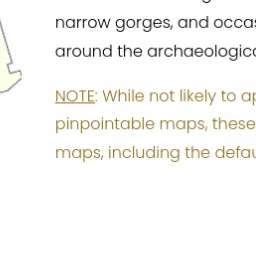 narrow gorges, and occas
around the archaeologica
NOTE: While not likely to ap
pinpointable maps, these
maps, including the defau